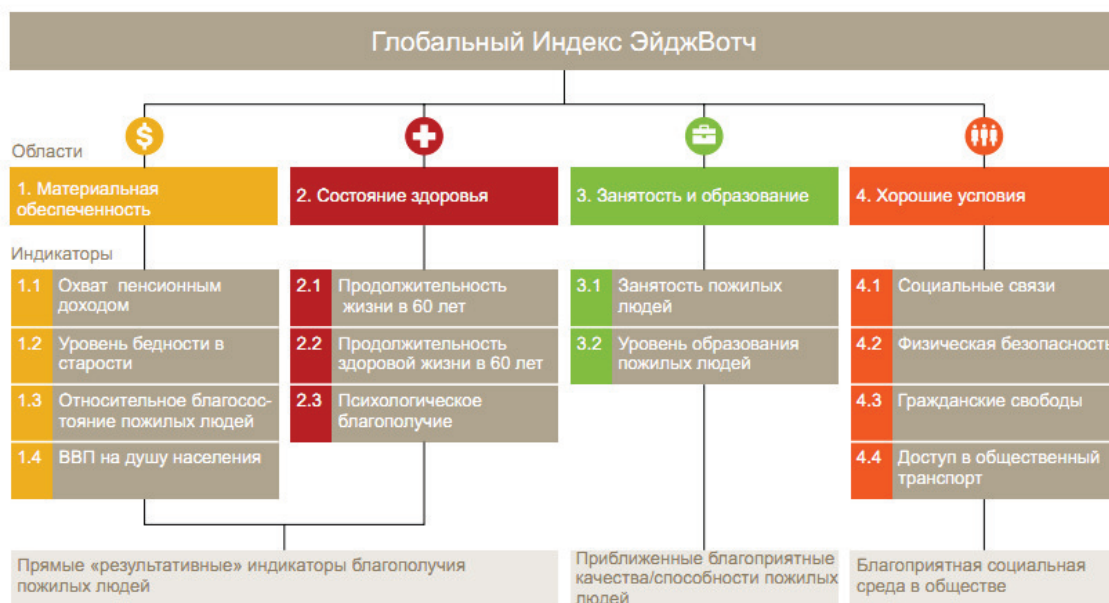 Глобальный Индекс ЭйджВотч
Области
1. Материальная
обеспеченность
2. Состояние здоровья
3. Занятость и образование
4. Хорошие условия
Индикаторы
1.1 Охват пенсионным
доходом
1.2 Уровень бедности в
старости
1.3 Относительное благосос-
тояние пожилых людей
1.4 ВВП на душу населения
2.1 Продолжительность
жизни в 60 лет
2.2 Продолжительность
здоровой жизни в 60 лет
2.3 Психологическое
благополучие
3.1 Занятость пожилых
людей
3.2 Уровень образования
пожилых людей
4.1 Социальные связи
4.2 Физическая безопасность
4.3 Гражданские свободы
4.4 Доступ в общественный
транспорт
Прямые «результативные» индикаторы благополучия
пожилых людей
Приближенные благоприятные
качества/способности пожилых
людей
Благоприятная социальная
среда в обществе